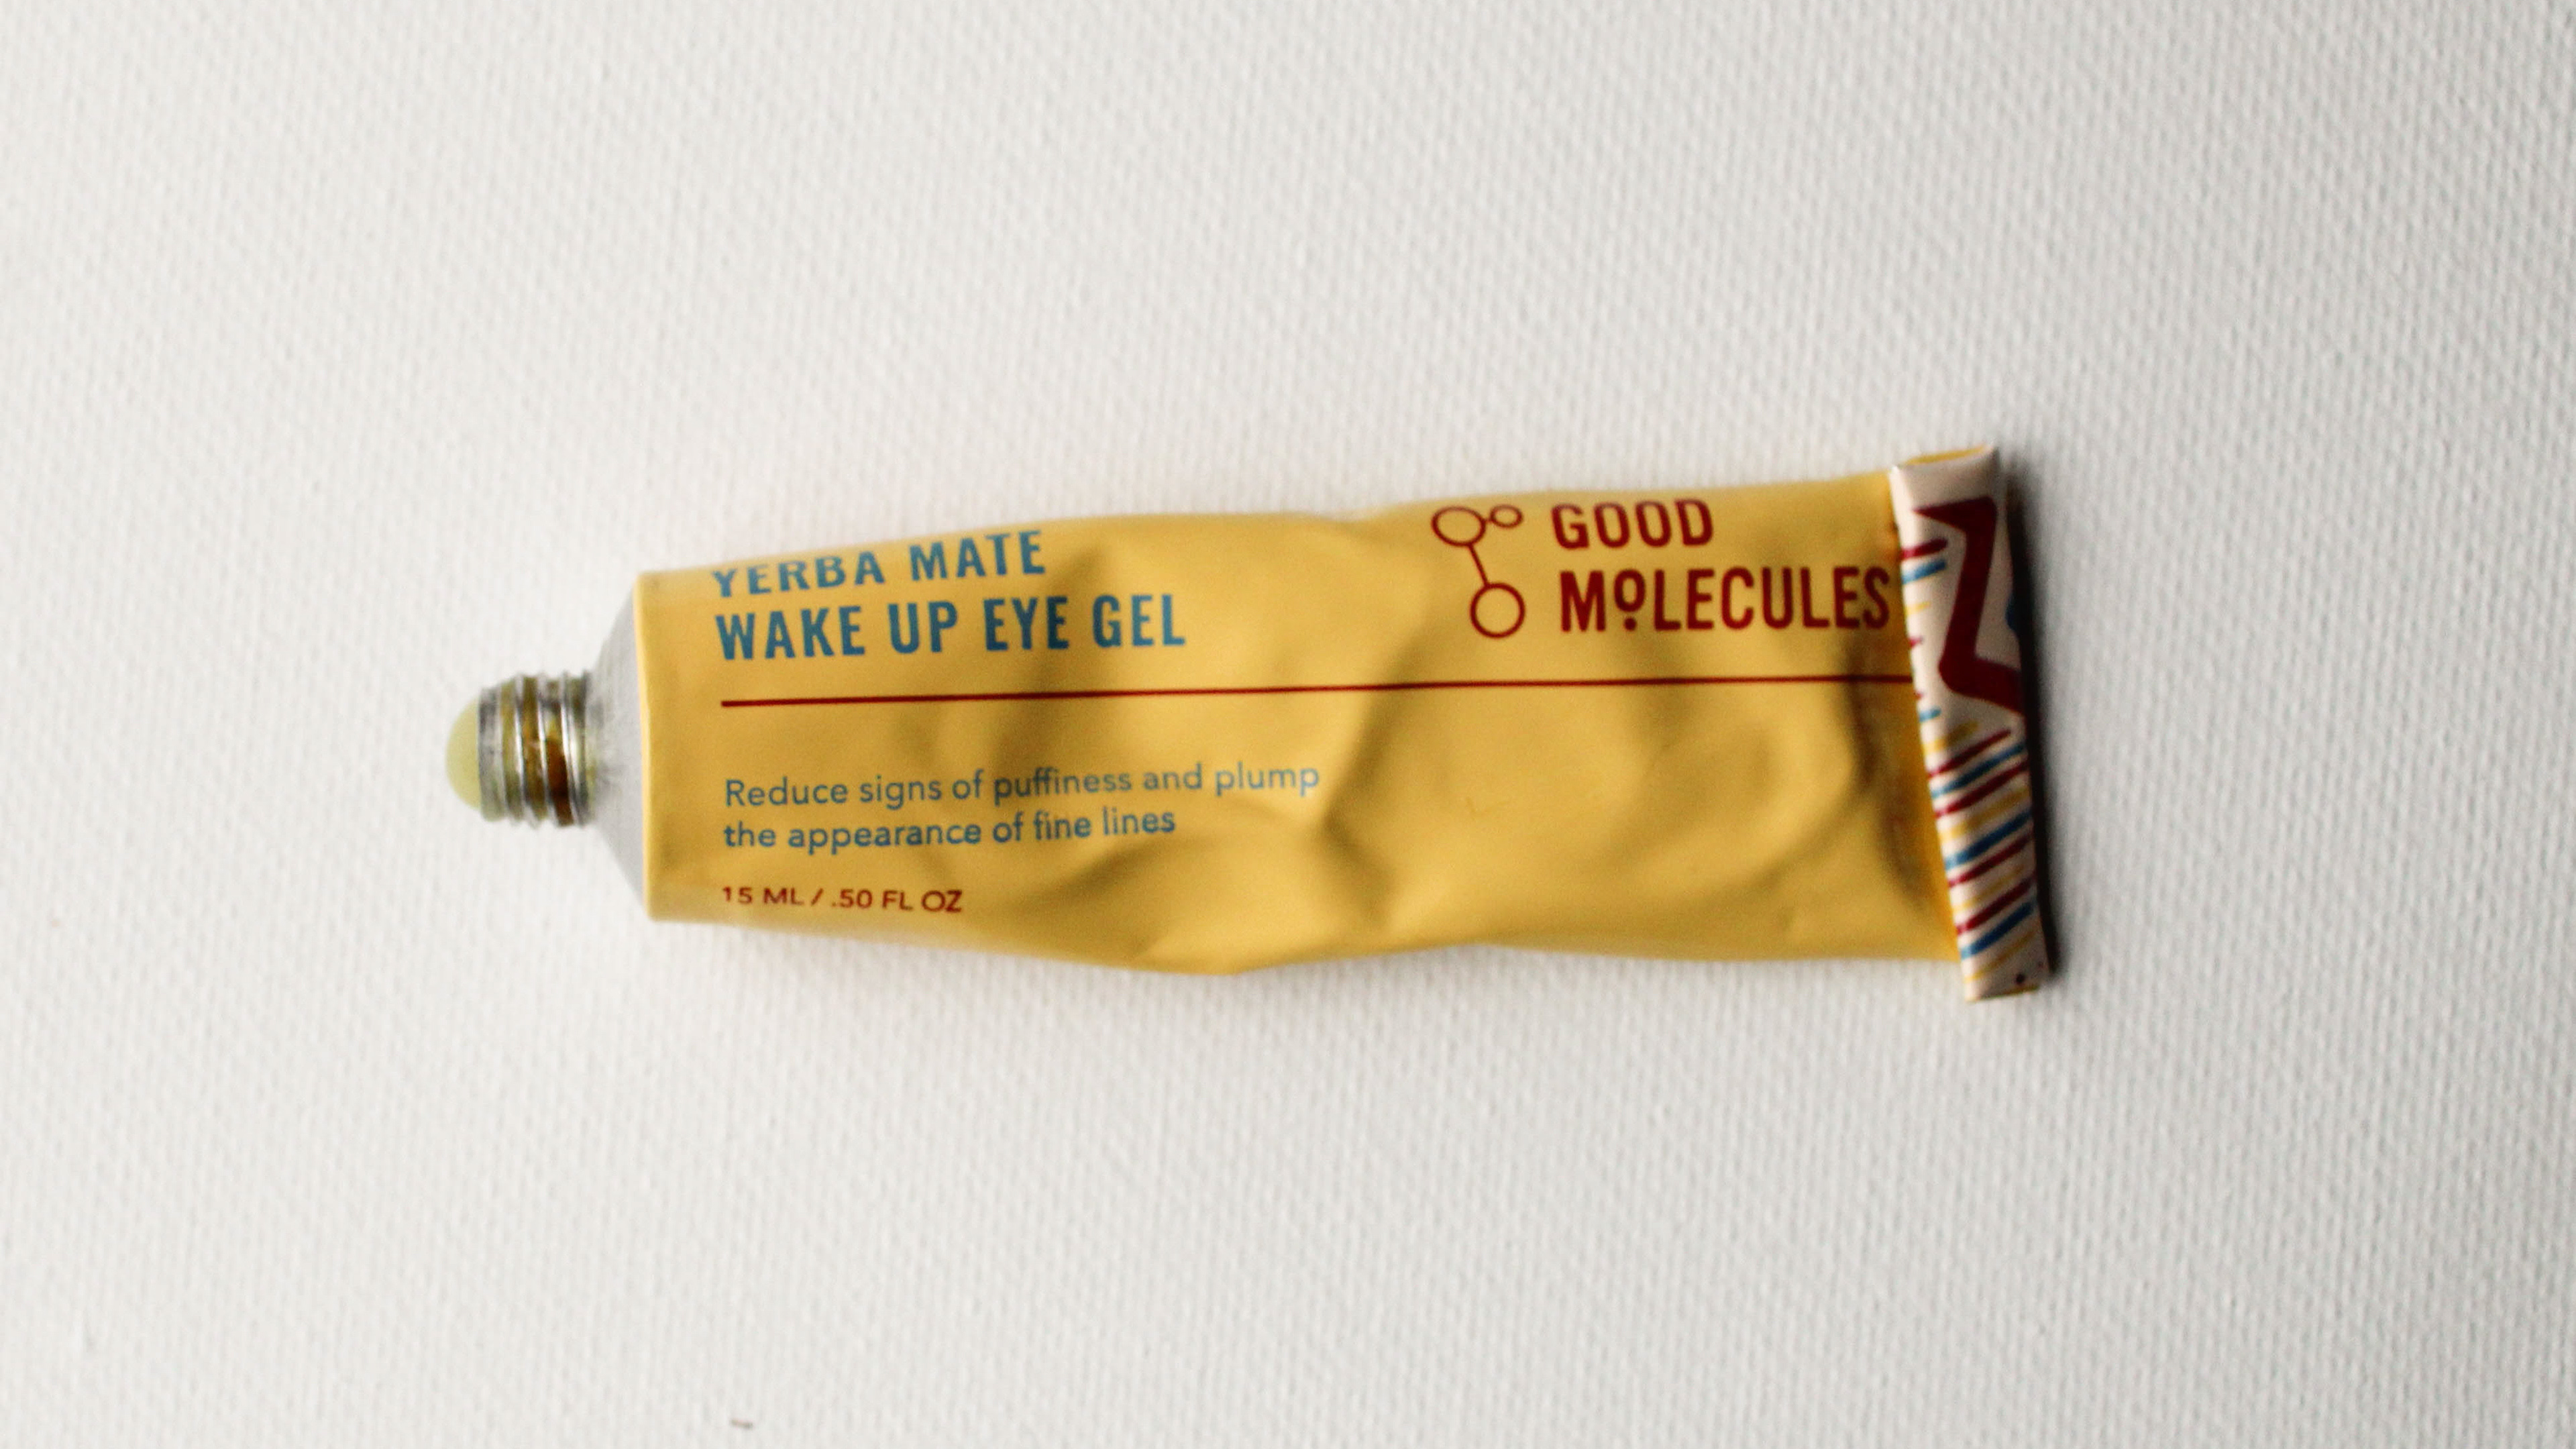 YERBA MATE
WAKE UP EYE GEL
GOOD
MOLECULES
Reduce signs of puffiness and plump
the appearance of fine lines
15 ML / .50 FL OZ